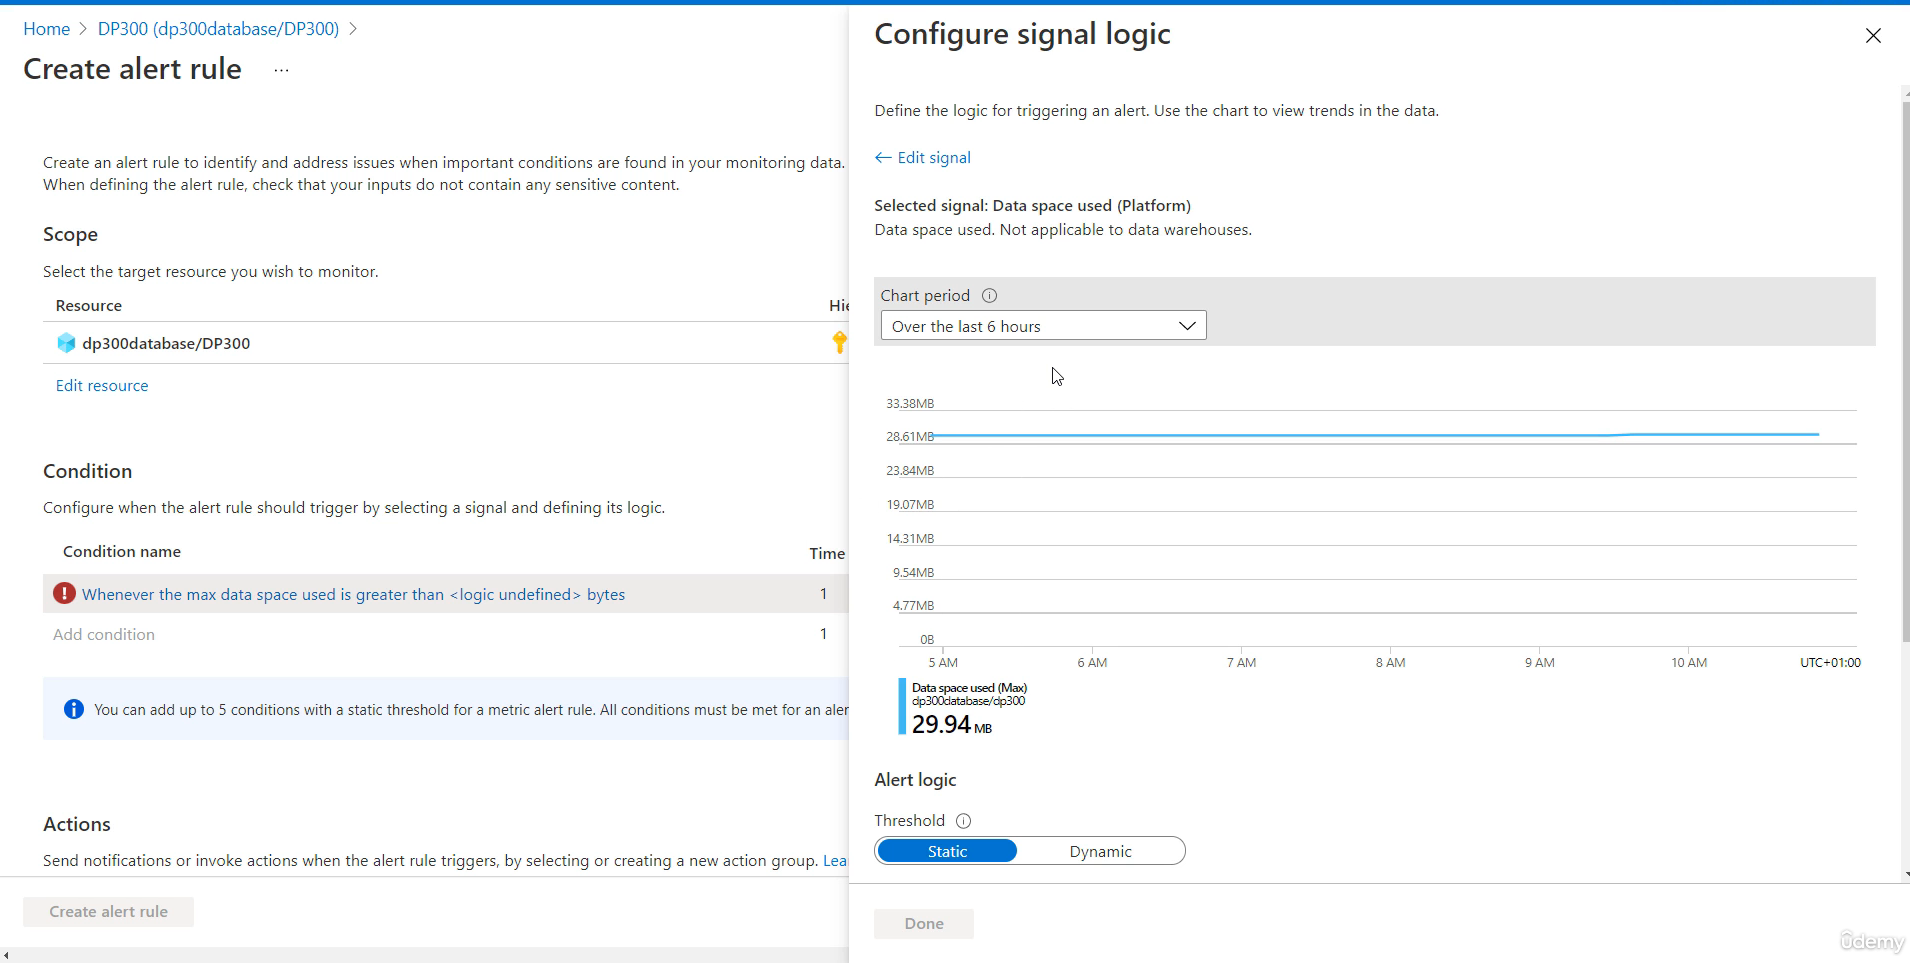 Home > DP300 (dp300database/DP300) >
Create alert rule ...
Create an alert rule to identify and address issues when important conditions are found in your monitoring data.
When defining the alert rule, check that your inputs do not contain any sensitive content.
Scope
Select the target resource you wish to monitor.
Resource Hie
dp300database/DP300
Edit resource
Condition
Configure when the alert rule should trigger by selecting a signal and defining its logic.
Condition name Time
Whenever the max data space used is greater than <logic undefined> bytes 1
Add condition 1
You can add up to 5 conditions with a static threshold for a metric alert rule. All conditions must be met for an aler
Actions
Send notifications or invoke actions when the alert rule triggers, by selecting or creating a new action group. Lea
Create alert rule
Configure signal logic
Define the logic for triggering an alert. Use the chart to view trends in the data.
← Edit signal
Selected signal: Data space used (Platform)
Data space used. Not applicable to data warehouses.
Chart period
Over the last 6 hours
33.38MB
28.61MB
23.84MB
19.07MB
14.31MB
9.54MB
4.77MB
0B
5 AM 6 AM 7 AM 8 AM 9 AM 10 AM UTC+01:00
Data space used (Max)
dp300database/dp300
29.94 MB
Alert logic
Threshold
Static Dynamic
Done
ûdemy